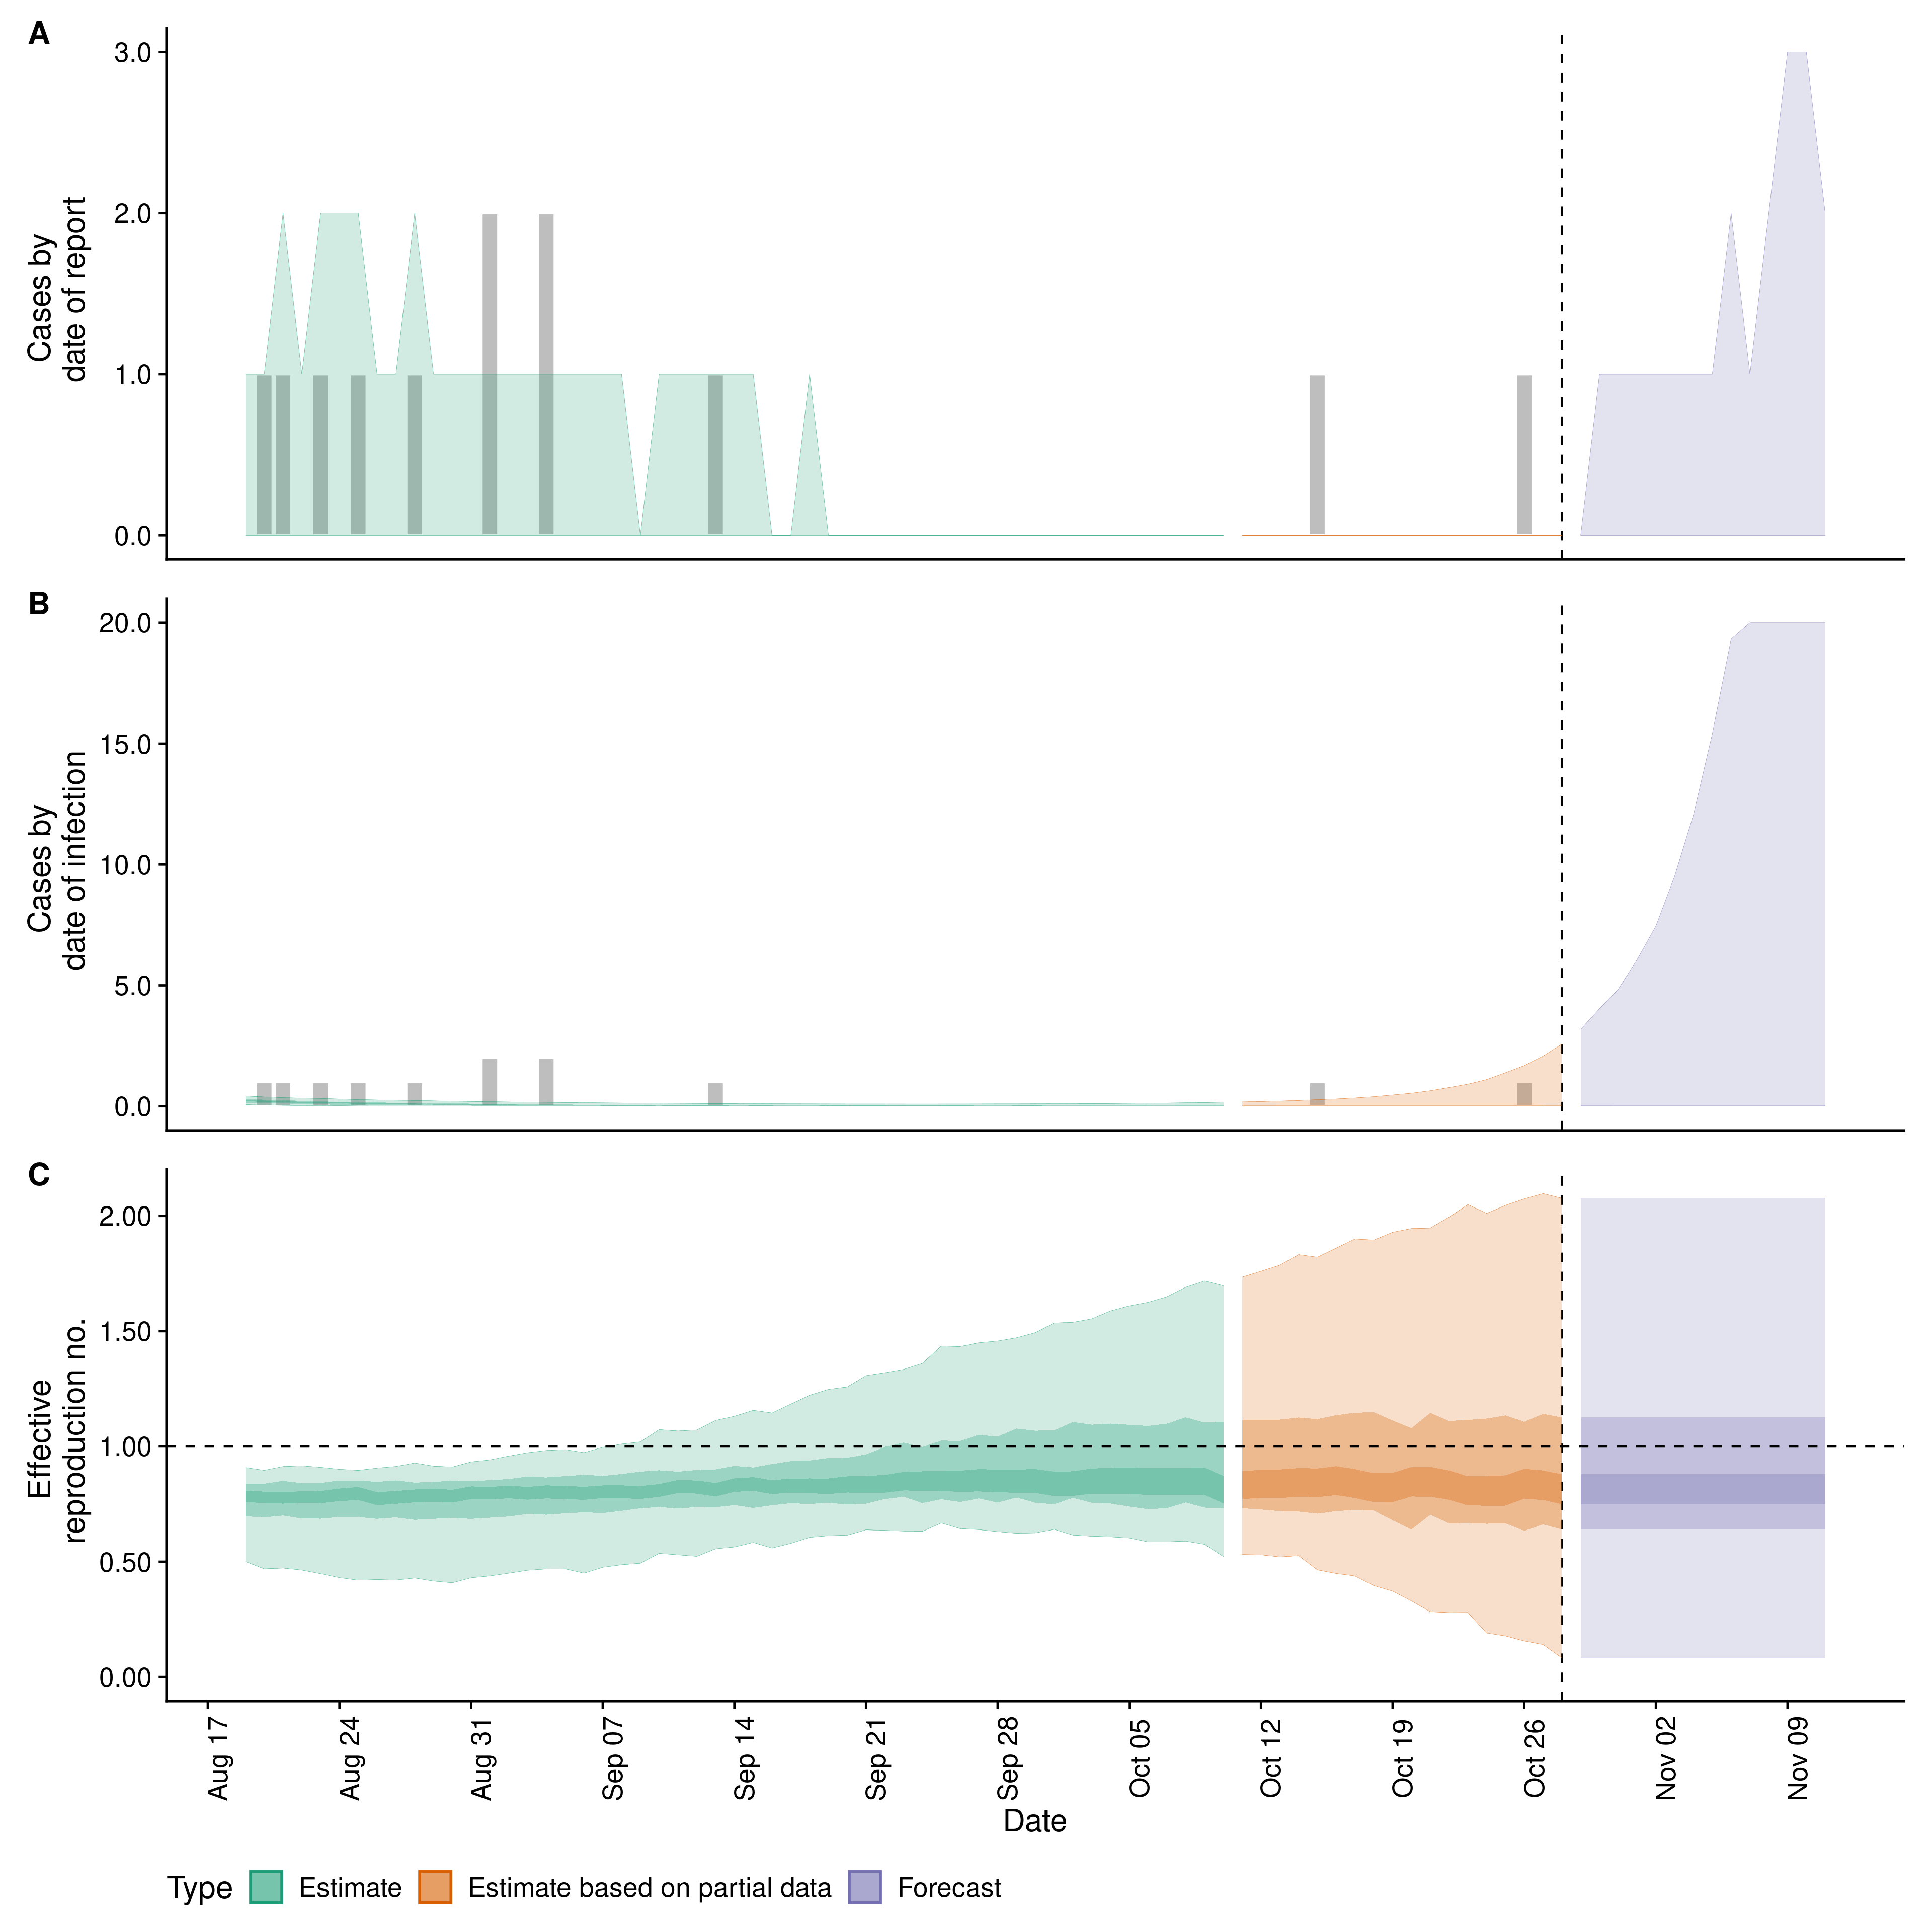 A
3.0
2.0
1.0
0.0
Cases by
date of report
B
20.0
15.0
10.0
5.0
0.0
Cases by
date of infection
C
2.00
1.50
1.00
0.50
0.00
Effective
reproduction no.
Aug 17
Aug 24
Aug 31
Sep 07
Sep 14
Sep 21
Sep 28
Oct 05
Oct 12
Oct 19
Oct 26
Nov 02
Nov 09
Date
Type Estimate Estimate based on partial data Forecast